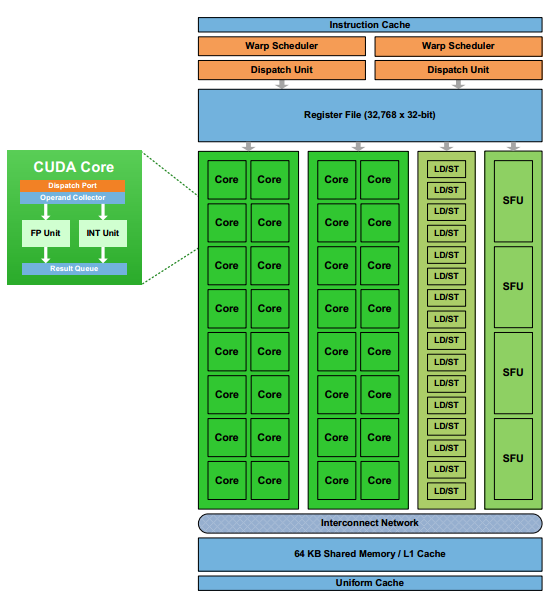 Instruction Cache
Warp Scheduler Warp Scheduler
Dispatch Unit Dispatch Unit
Register File (32,768 x 32-bit)
CUDA Core
Dispatch Port
Operand Collector
FP Unit INT Unit
Result Queue
Core Core Core Core LD/ST SFU
LD/ST
Core Core Core Core LD/ST
LD/ST
Core Core Core Core LD/ST SFU
LD/ST
Core Core Core Core LD/ST
LD/ST
Core Core Core Core LD/ST SFU
LD/ST
Core Core Core Core LD/ST
LD/ST
Core Core Core Core LD/ST SFU
LD/ST
Core Core Core Core LD/ST
LD/ST
Interconnect Network
64 KB Shared Memory / L1 Cache
Uniform Cache